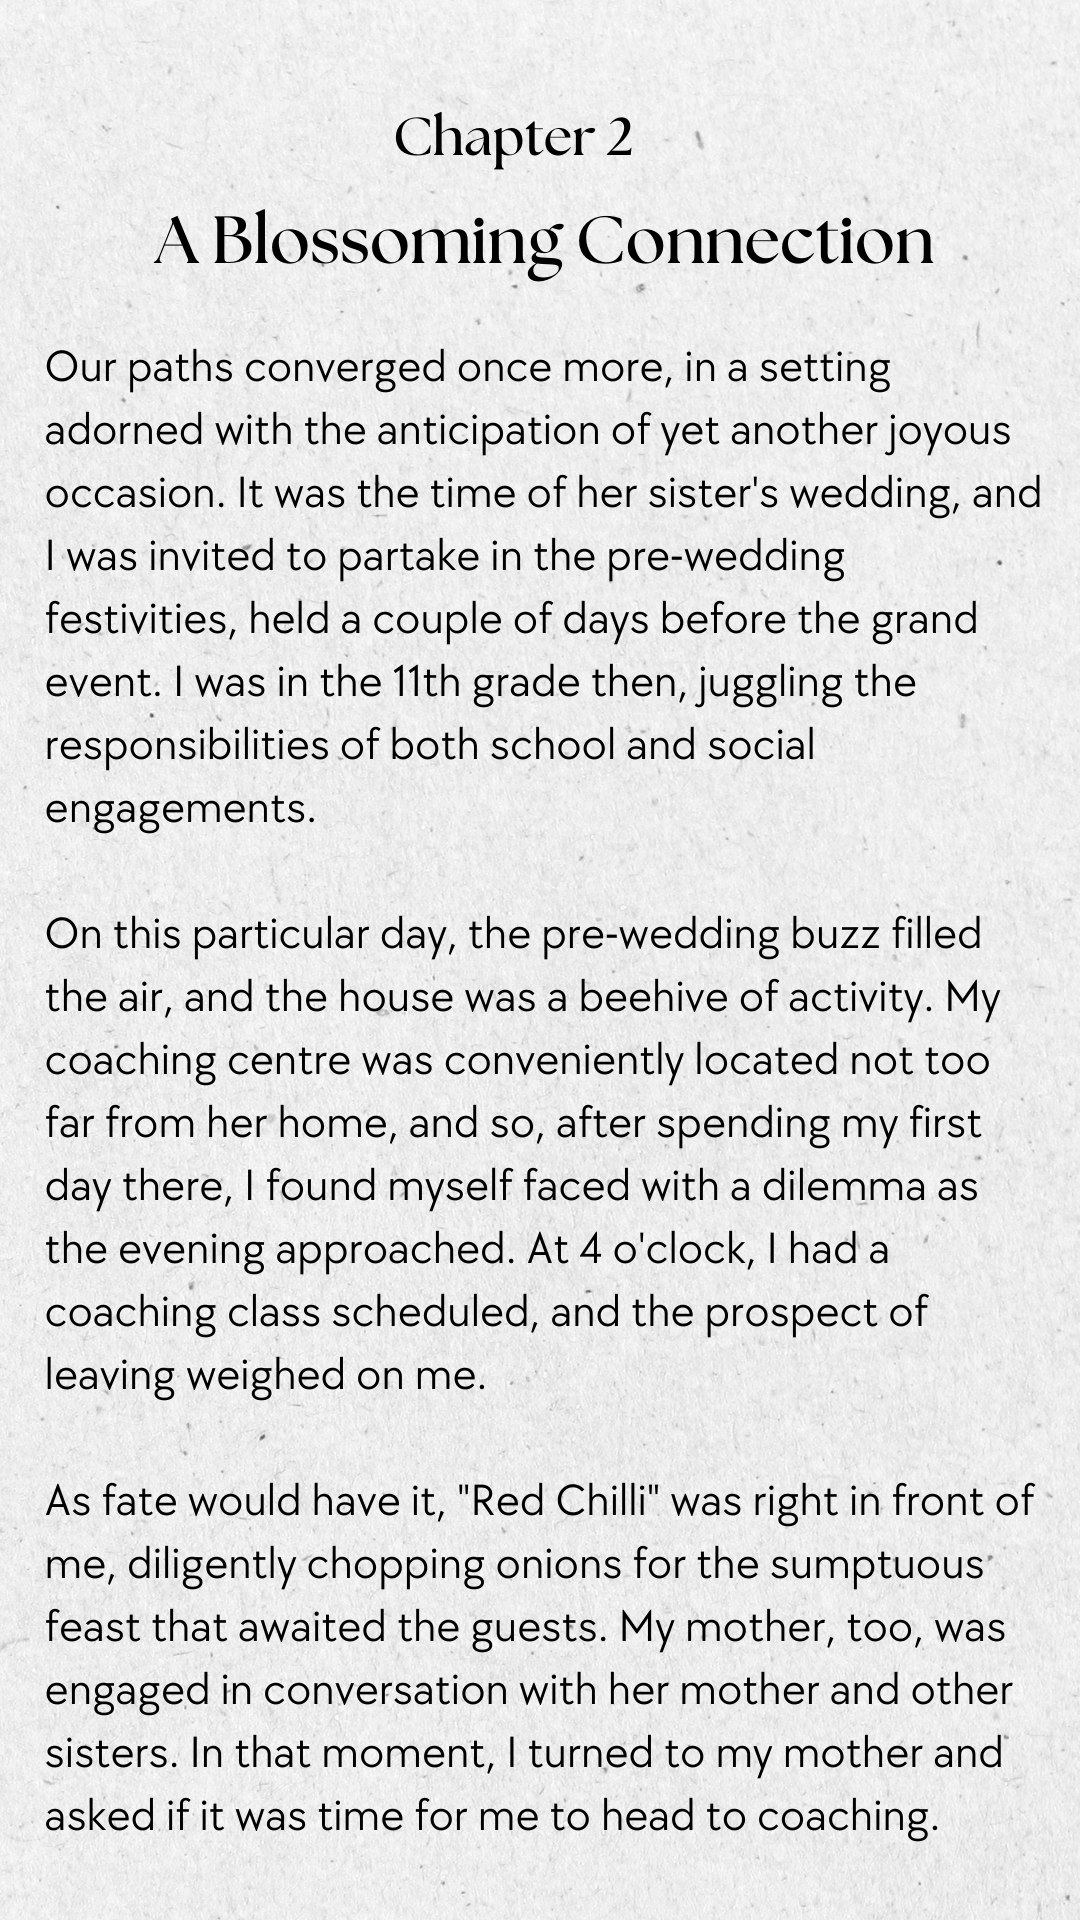 Chapter 2
A Blossoming Connection
Our paths converged once more, in a setting
adorned with the anticipation of yet another joyous
occasion. It was the time of her sister's wedding, and
I was invited to partake in the pre-wedding
festivities, held a couple of days before the grand
event. I was in the 11th grade then, juggling the
responsibilities of both school and social
engagements.
On this particular day, the pre-wedding buzz filled
the air, and the house was a beehive of activity. My
coaching centre was conveniently located not too
far from her home, and so, after spending my first
day there, I found myself faced with a dilemma as
the evening approached. At 4 o'clock, I had a
coaching class scheduled, and the prospect of
leaving weighed on me.
As fate would have it, "Red Chilli" was right in front of
me, diligently chopping onions for the sumptuous
feast that awaited the guests. My mother, too, was
engaged in conversation with her mother and other
sisters. In that moment, I turned to my mother and
asked if it was time for me to head to coaching.